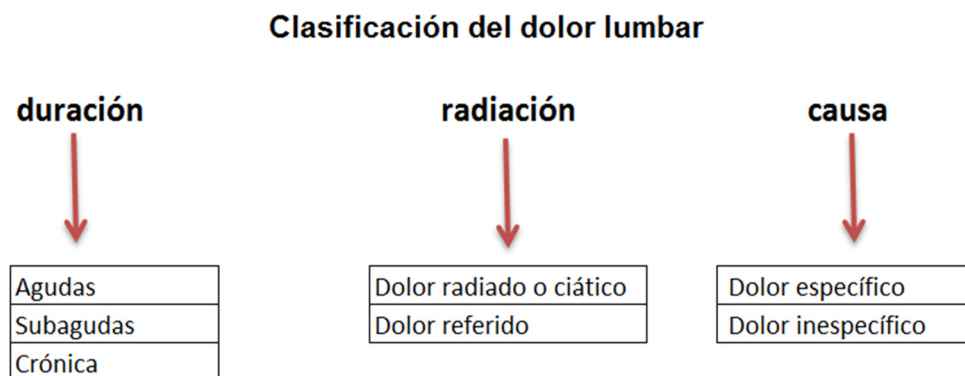 Clasificación del dolor lumbar
duración
radiación
causa
Agudas
Subagudas
Crónica
Dolor radiado o ciático
Dolor referido
Dolor específico
Dolor inespecífico